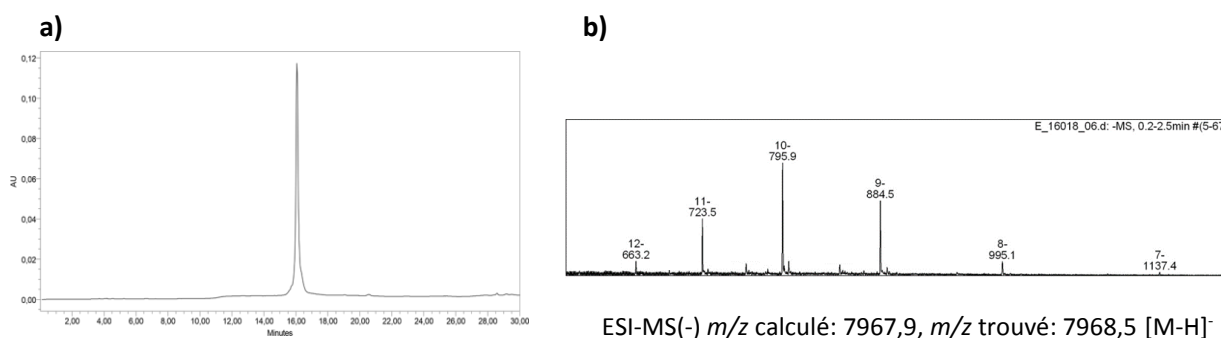 a)
0,12
0,10
0,08
AU
0,06
0,04
0,02
0,00
2,00 4,00 6,00 8,00 10,00 12,00 14,00 16,00 18,00 20,00 22,00 24,00 26,00 28,00 30,00
Minutes
b)
E_16018_06.d: -MS, 0.2-2.5min #(5-67
10-
795.9
9-
884.5
11-
723.5
12-
663.2
8-
995.1
7-
1137.4
ESI-MS(-) m/z calculé: 7967,9, m/z trouvé: 7968,5 [M-H]-